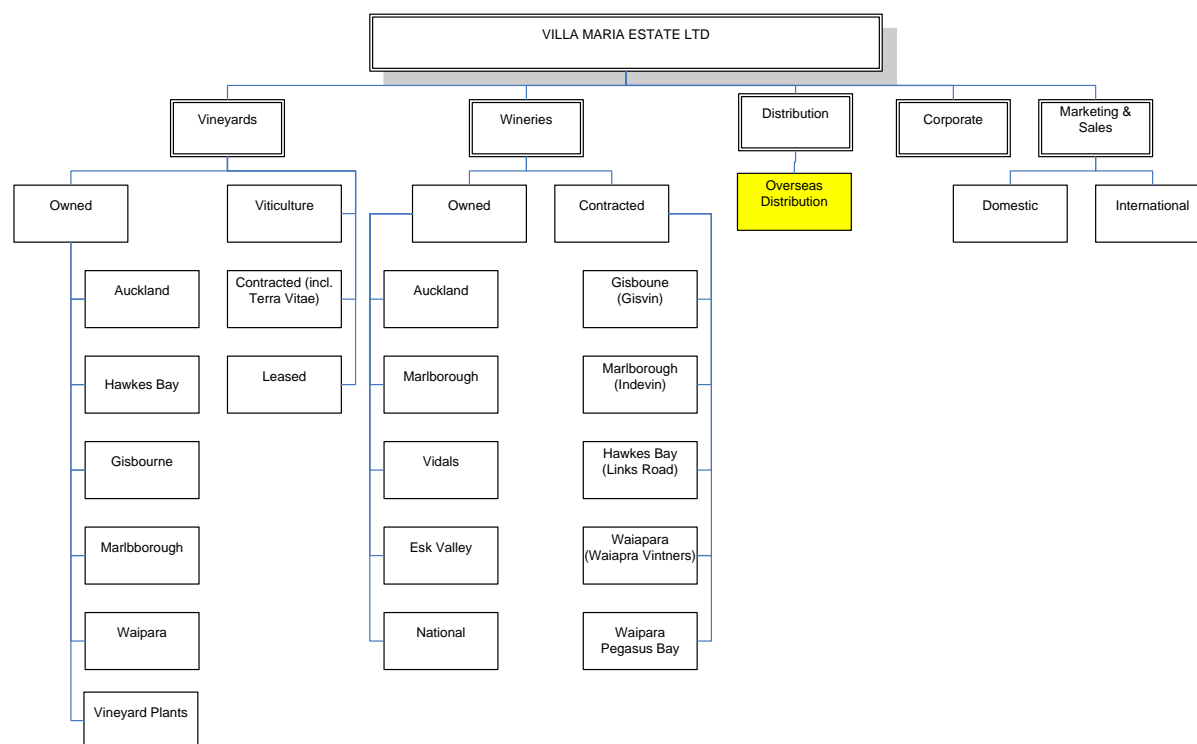 VILLA MARIA ESTATE LTD
Vineyards
Wineries
Distribution
Corporate
Marketing &
Sales
Owned
Viticulture
Owned
Contracted
Overseas
Distribution
Domestic
International
Auckland
Contracted (incl.
Terra Vitae)
Auckland
Gisboune
(Gisvin)
Hawkes Bay
Leased
Marlborough
Marlborough
(Indevin)
Gisbourne
Vidals
Hawkes Bay
(Links Road)
Marlbborough
Esk Valley
Waiapara
(Waiapra Vintners)
Waipara
National
Waipara
Pegasus Bay
Vineyard Plants